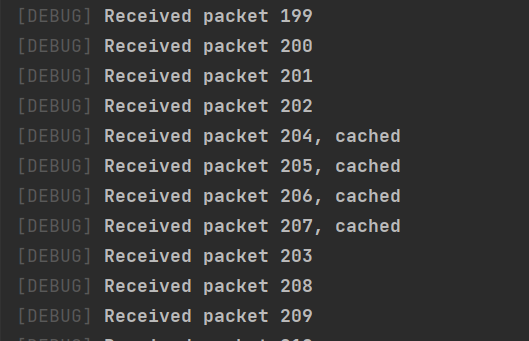 [DEBUG] Received packet 199
[DEBUG] Received packet 200
[DEBUG] Received packet 201
[DEBUG] Received packet 202
[DEBUG] Received packet 204, cached
[DEBUG] Received packet 205, cached
[DEBUG] Received packet 206, cached
[DEBUG] Received packet 207, cached
[DEBUG] Received packet 203
[DEBUG] Received packet 208
[DEBUG] Received packet 209